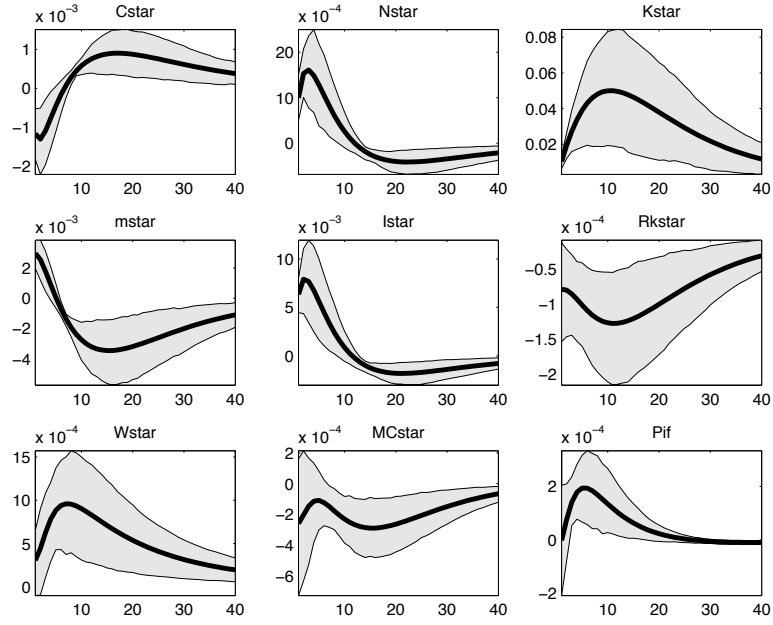 Cstar
x 10⁻³
1
0
−1
−2
10 20 30 40
Nstar
x 10⁻⁴
20
10
0
10 20 30 40
Kstar
0.08
0.06
0.04
0.02
10 20 30 40
mstar
x 10⁻³
2
0
−2
−4
10 20 30 40
Istar
x 10⁻³
10
5
0
10 20 30 40
Rkstar
x 10⁻⁴
−0.5
−1
−1.5
−2
10 20 30 40
Wstar
x 10⁻⁴
15
10
5
0
10 20 30 40
MCstar
x 10⁻⁴
2
0
−2
−4
−6
10 20 30 40
Pif
x 10⁻⁴
2
0
−2
10 20 30 40